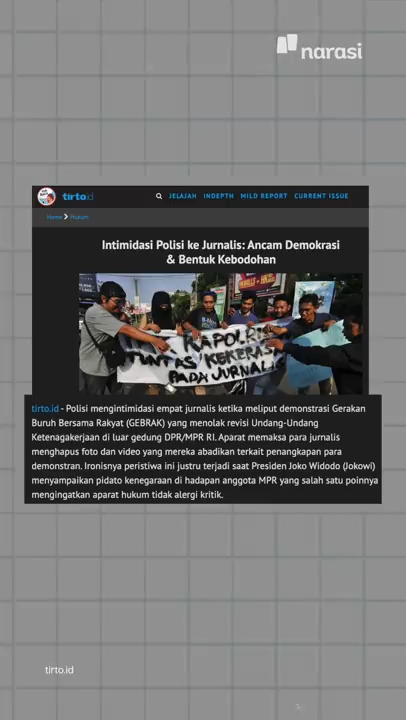 narasi
tirto.id
JELAJAH INDEPTH MILD REPORT CURRENT ISSUE
Home > Hukum
Intimidasi Polisi ke Jurnalis: Ancam Demokrasi
& Bentuk Kebodohan
KAPOLRI
TUNTAS KEKERAS
PADA JURNALI
tirto.id - Polisi mengintimidasi empat jurnalis ketika meliput demonstrasi Gerakan
Buruh Bersama Rakyat (GEBRAK) yang menolak revisi Undang-Undang
Ketenagakerjaan di luar gedung DPR/MPR RI. Aparat memaksa para jurnalis
menghapus foto dan video yang mereka abadikan terkait penangkapan para
demonstran. Ironisnya peristiwa ini justru terjadi saat Presiden Joko Widodo (Jokowi)
menyampaikan pidato kenegaraan di hadapan anggota MPR yang salah satu poinnya
mengingatkan aparat hukum tidak alergi kritik.
tirto.id